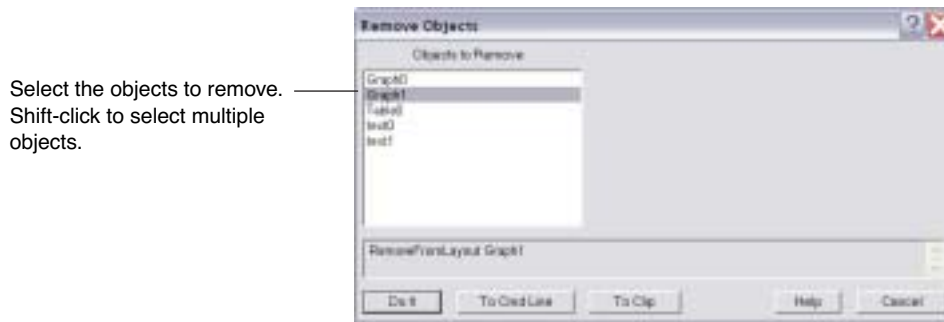 Remove Objects
Objects to Remove
Select the objects to remove.
Shift-click to select multiple
objects.
Graph0
Graph1
Table0
text0
text1
RemoveFromLayout Graph1
Do It
To Cmd Line
To Clip
Help
Cancel